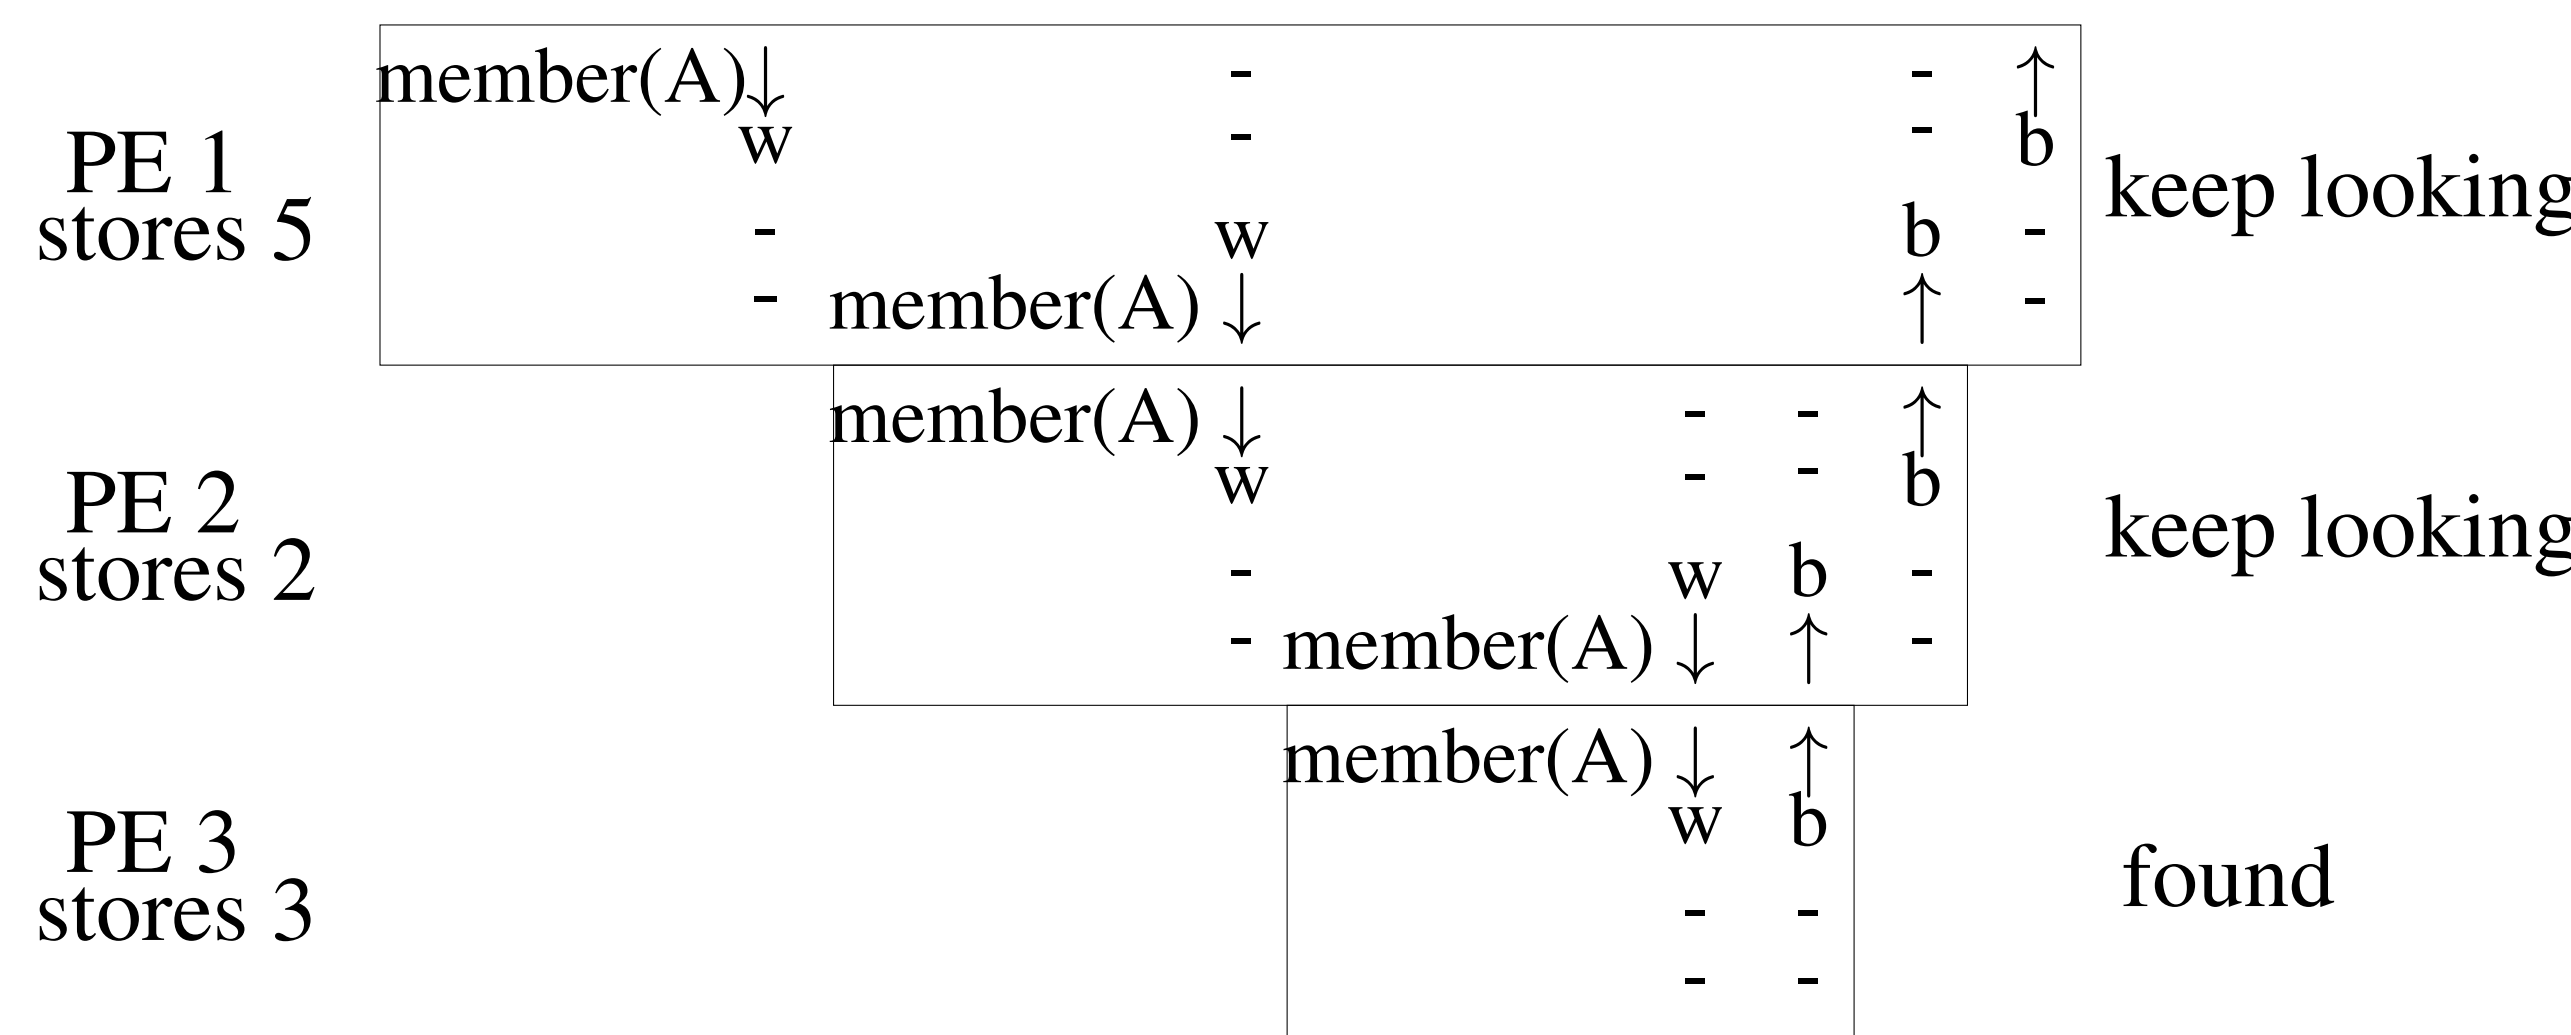 member(A)↓ - - ↑
PE 1 w - - b keep looking
stores 5 - w b -
- member(A) ↓ ↑ -
member(A) ↓ - - ↑
PE 2 w - - b keep looking
stores 2 - w b -
- member(A) ↓ ↑ -
member(A) ↓ ↑
PE 3 w b found
stores 3 - -
- -